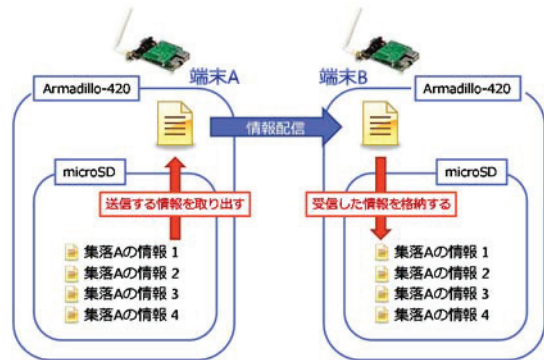 端末A
端末B
Armadillo-420
Armadillo-420
情報配信
microSD
microSD
送信する情報を取り出す
受信した情報を格納する
集落Aの情報 1
集落Aの情報 2
集落Aの情報 3
集落Aの情報 4
集落Aの情報 1
集落Aの情報 2
集落Aの情報 3
集落Aの情報 4